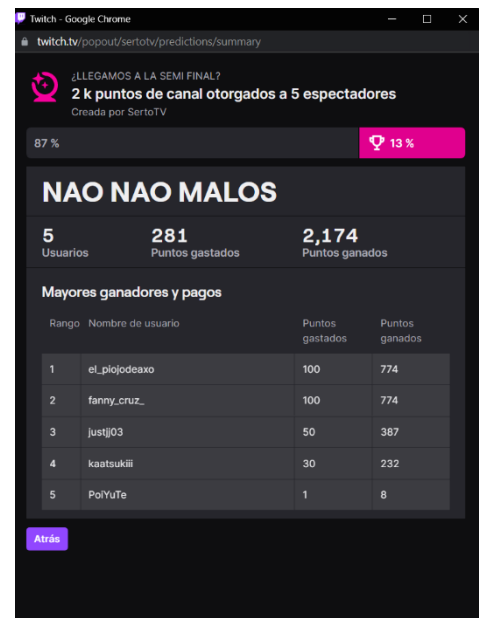 Twitch - Google Chrome
twitch.tv/popout/sertotv/predictions/summary
¿LLEGAMOS A LA SEMI FINAL?
2 k puntos de canal otorgados a 5 espectadores
Creada por SertoTV
87 % 13 %
NAO NAO MALOS
5 281 2,174
Usuarios Puntos gastados Puntos ganados
Mayores ganadores y pagos
Rango Nombre de usuario Puntos gastados Puntos ganados
1 el_piojodeaxo 100 774
2 fanny_cruz_ 100 774
3 justjj03 50 387
4 kaatsukiii 30 232
5 PoiYuTe 1 8
Atrás